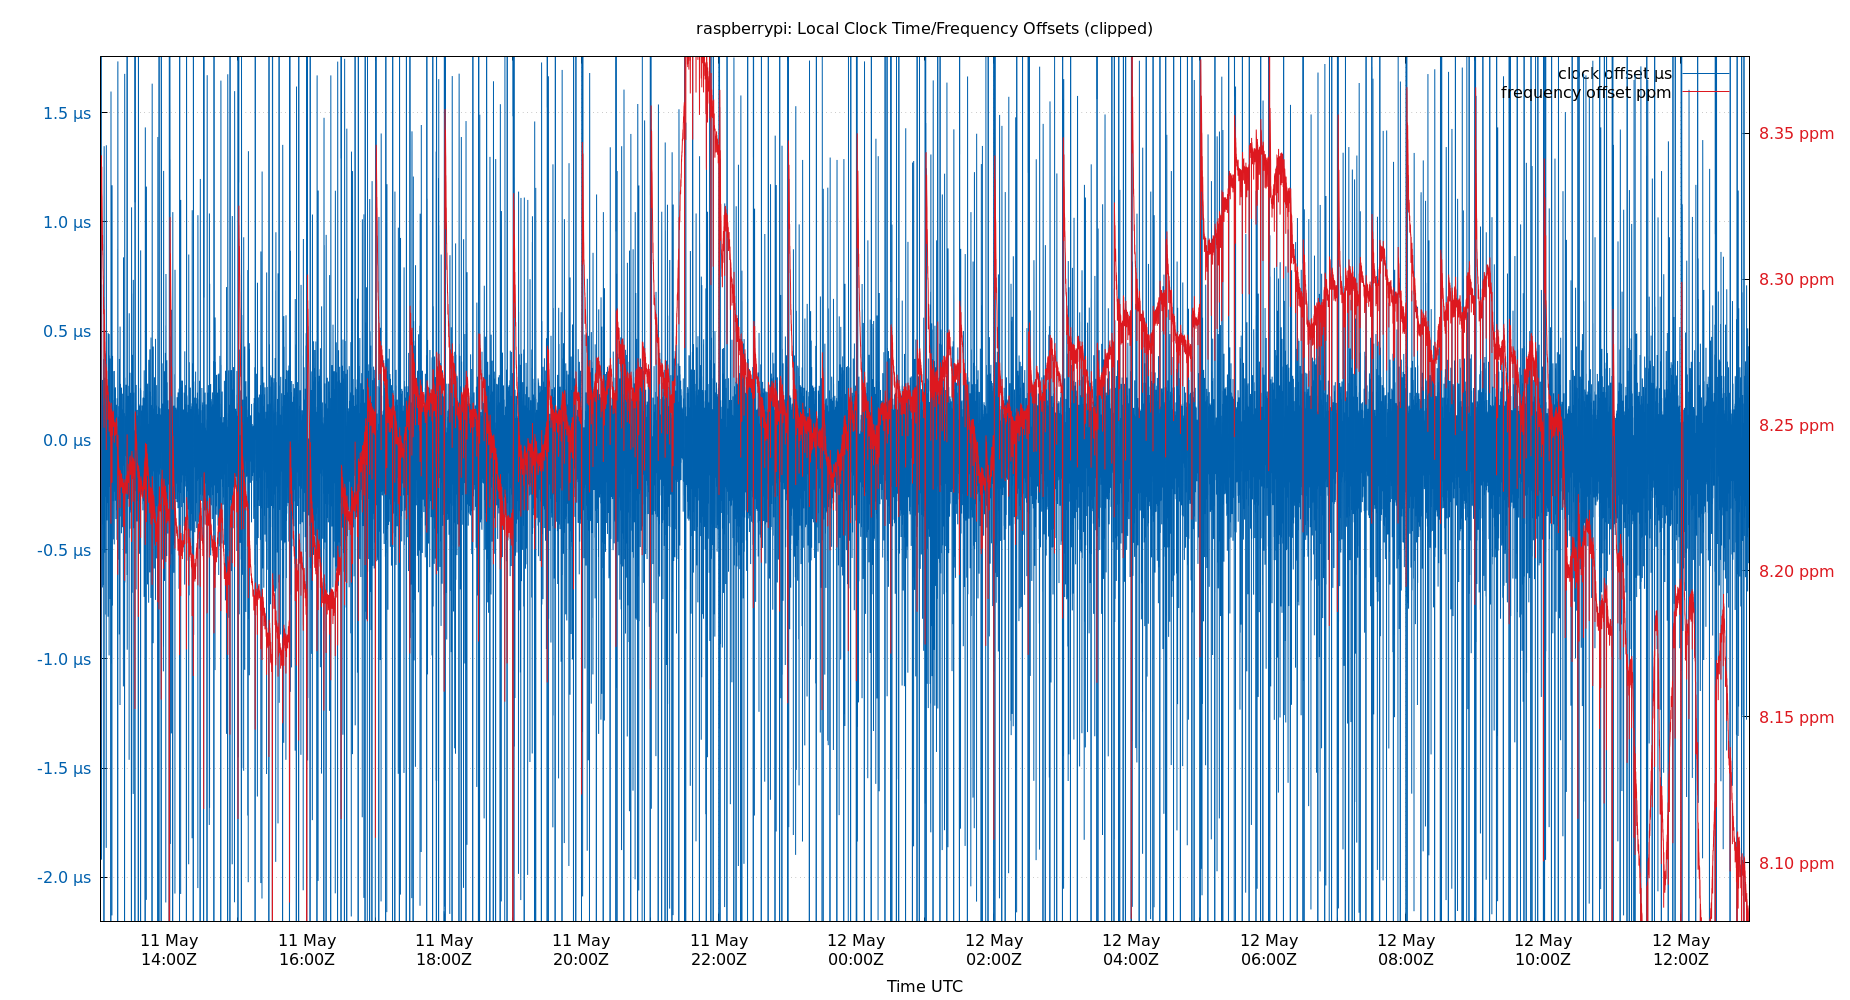 raspberrypi: Local Clock Time/Frequency Offsets (clipped)
clock offset µs
frequency offset ppm
1.5 µs
1.0 µs
0.5 µs
0.0 µs
-0.5 µs
-1.0 µs
-1.5 µs
-2.0 µs
8.35 ppm
8.30 ppm
8.25 ppm
8.20 ppm
8.15 ppm
8.10 ppm
11 May 11 May 11 May 11 May 11 May 12 May 12 May 12 May 12 May 12 May 12 May 12 May
14:00Z 16:00Z 18:00Z 20:00Z 22:00Z 00:00Z 02:00Z 04:00Z 06:00Z 08:00Z 10:00Z 12:00Z
Time UTC